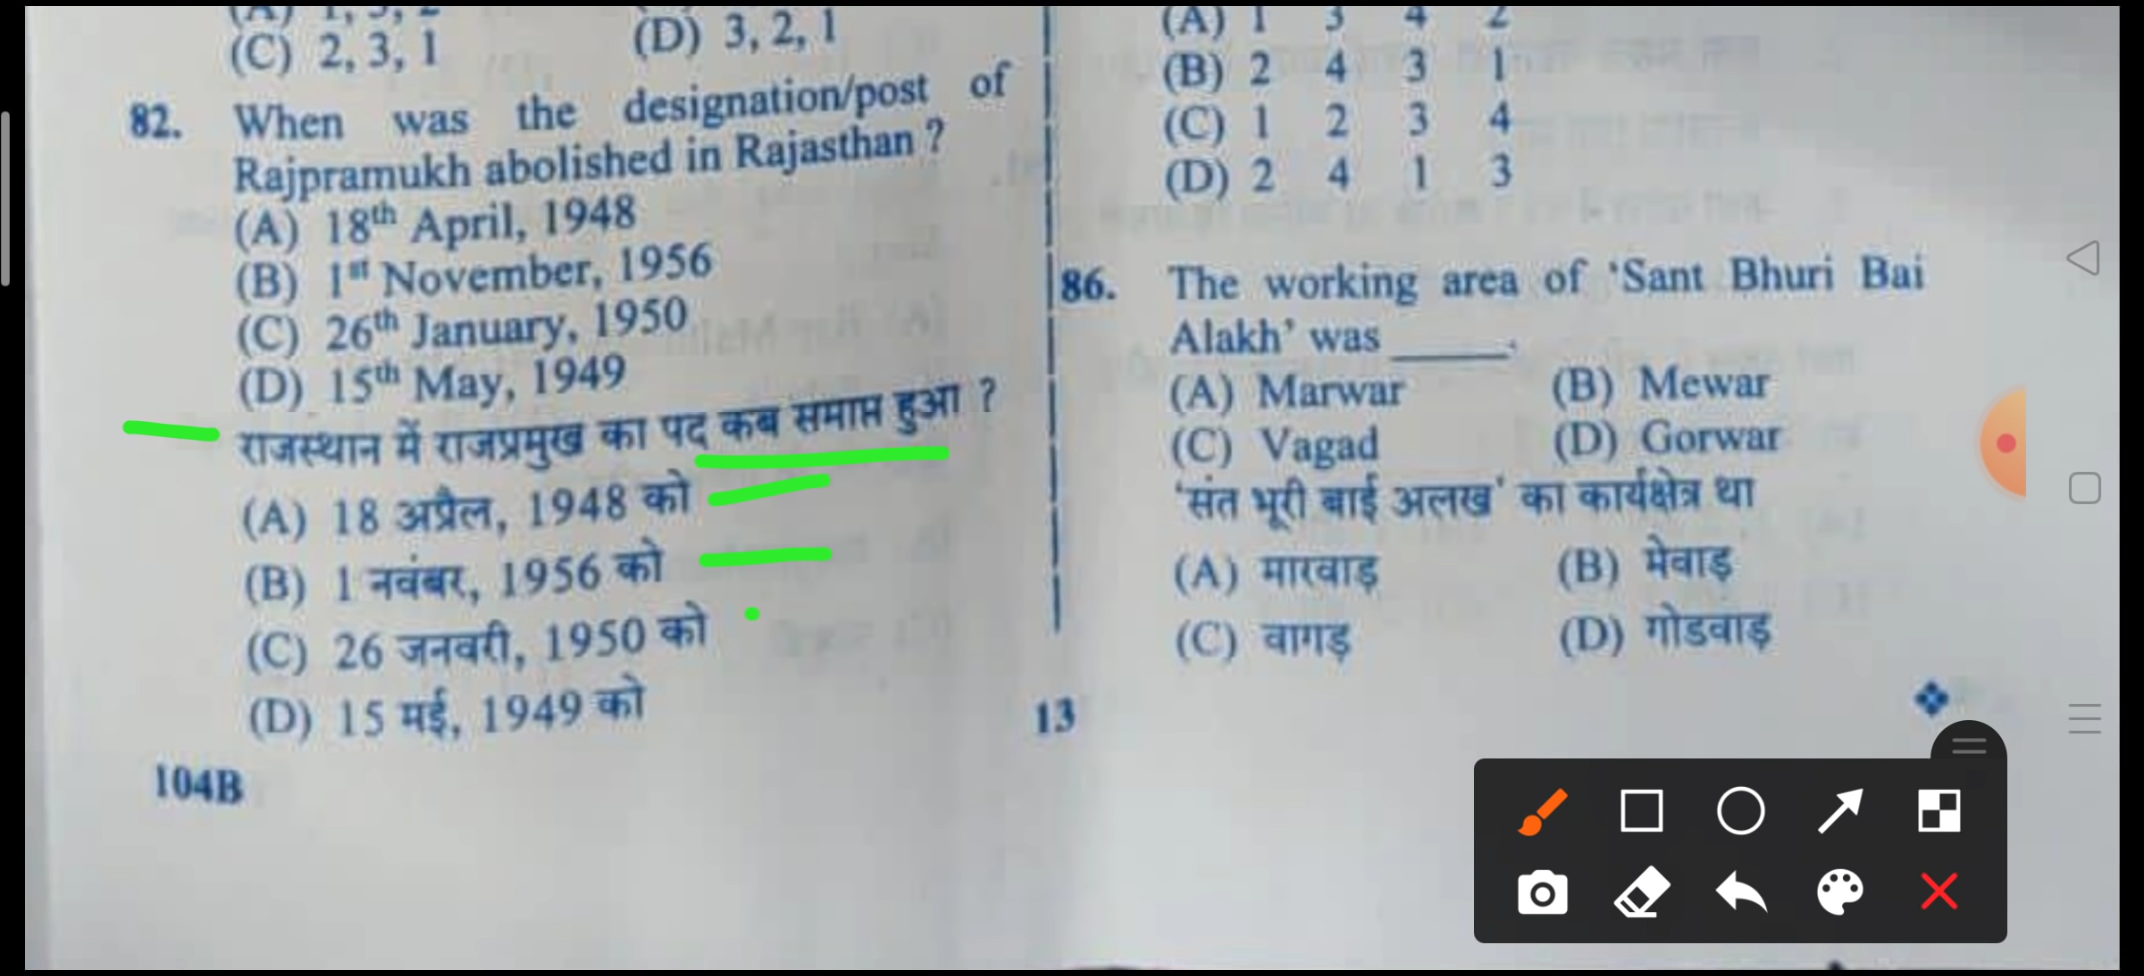 (C) 2, 3, 1 (D) 3, 2, 1
82. When was the designation/post of
Rajpramukh abolished in Rajasthan ?
(A) 18th April, 1948
(B) 1st November, 1956
(C) 26th January, 1950
(D) 15th May, 1949
राजस्थान में राजप्रमुख का पद कब समाप्त हुआ ?
(A) 18 अप्रैल, 1948 को
(B) 1 नवंबर, 1956 को
(C) 26 जनवरी, 1950 को
(D) 15 मई, 1949 को
104B
(A) 1 3 4 2
(B) 2 4 3 1
(C) 1 2 3 4
(D) 2 4 1 3
86. The working area of 'Sant Bhuri Bai
Alakh' was ______.
(A) Marwar (B) Mewar
(C) Vagad (D) Gorwar
'संत भूरी बाई अलख' का कार्यक्षेत्र था
(A) मारवाड़ (B) मेवाड़
(C) वागड़ (D) गोडवाड़
13